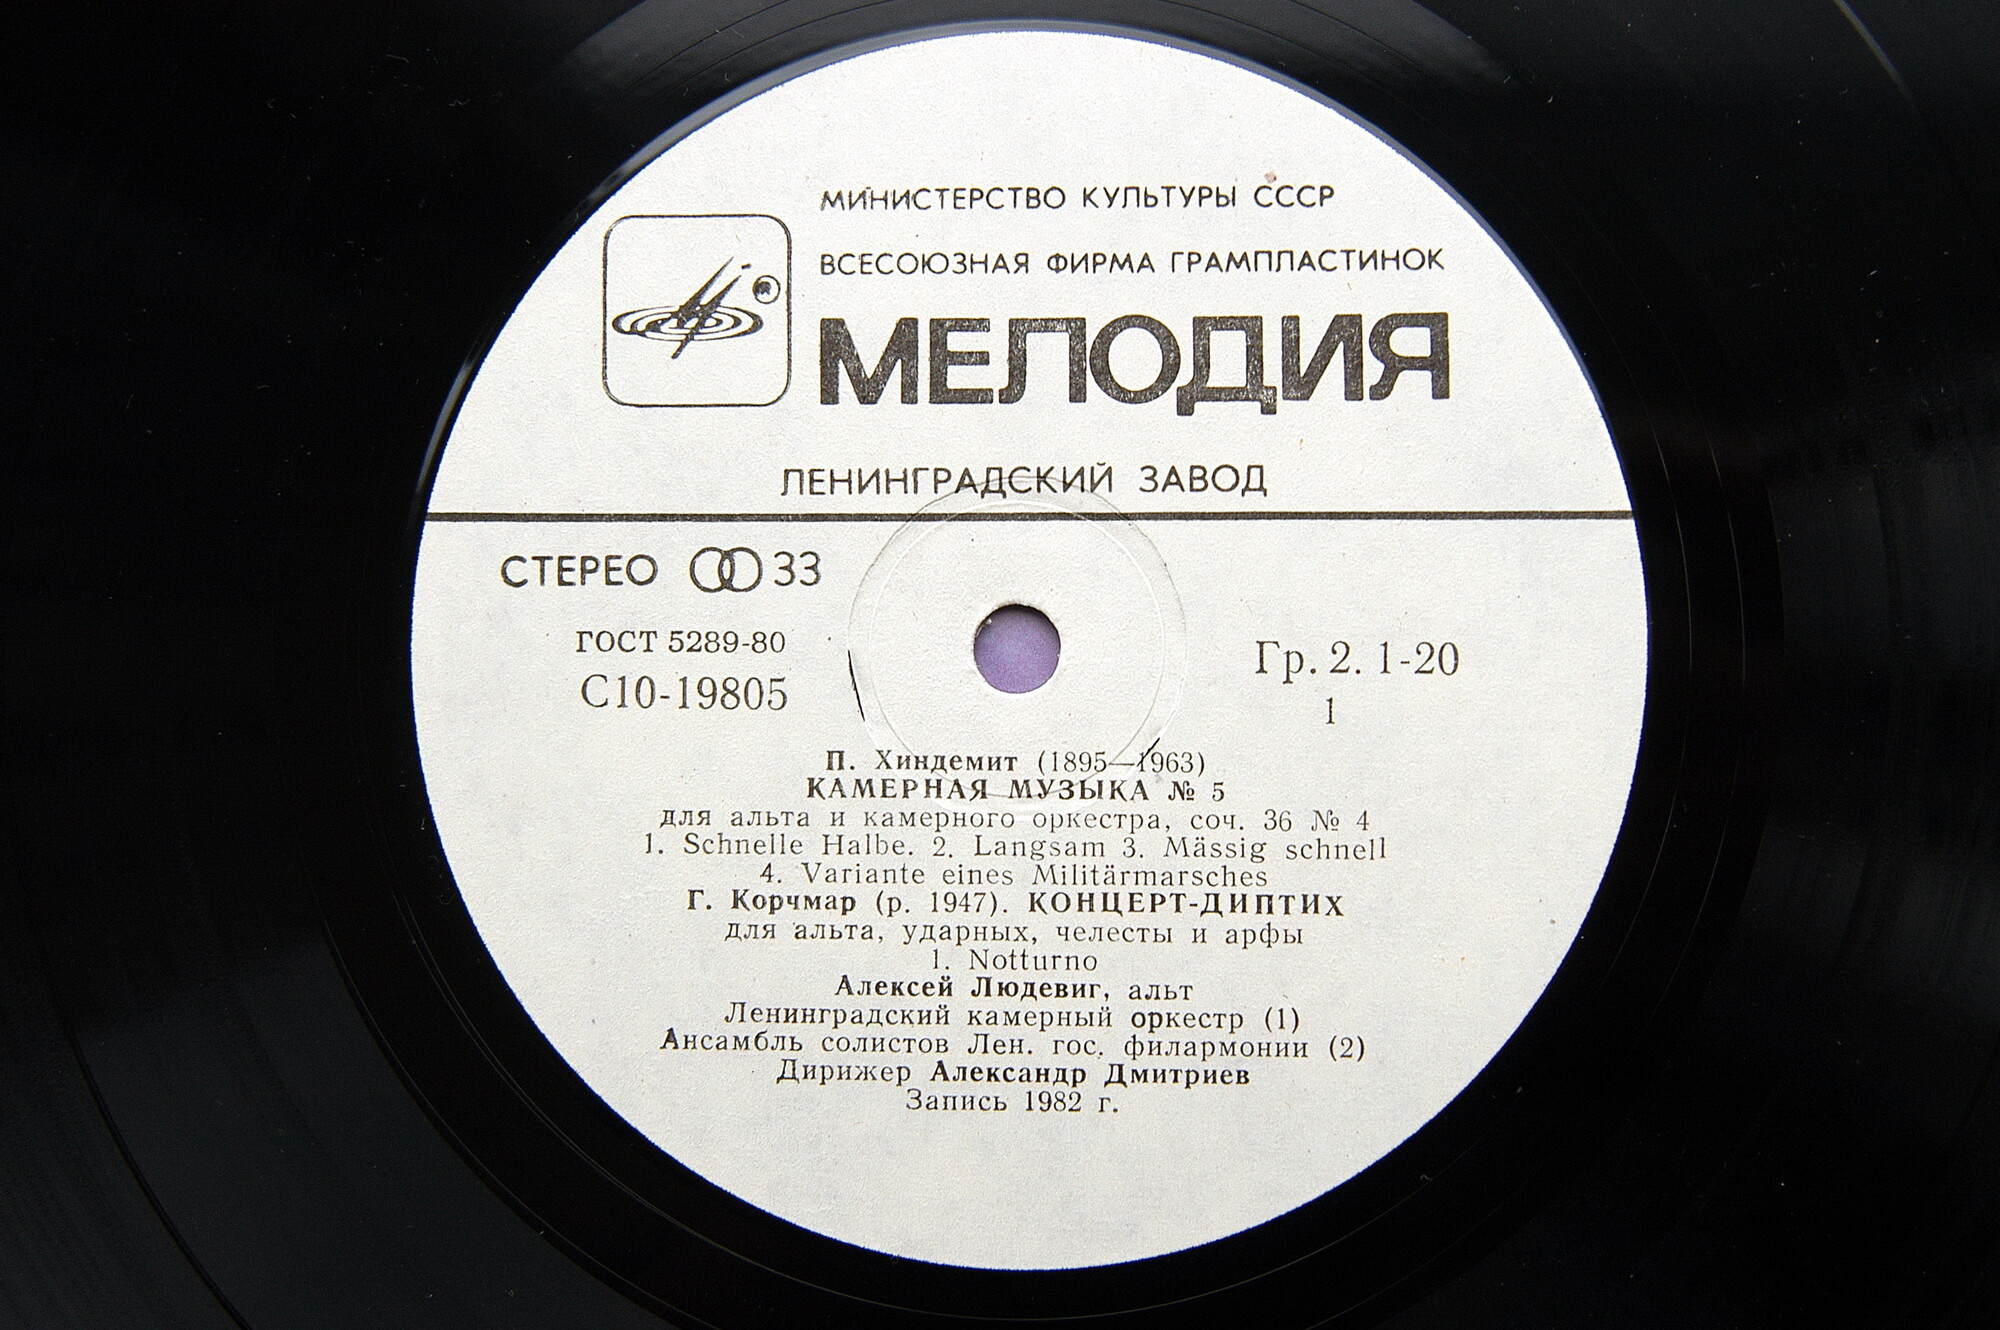 МИНИСТЕРСТВО КУЛЬТУРЫ СССР
ВСЕСОЮЗНАЯ ФИРМА ГРАМПЛАСТИНОК
МЕЛОДИЯ
ЛЕНИНГРАДСКИЙ ЗАВОД
СТЕРЕО 33
ГОСТ 5289-80
С10-19805
Гр. 2. 1-20
1
П. Хиндемит (1895—1963)
КАМЕРНАЯ МУЗЫКА № 5
для альта и камерного оркестра, соч. 36 № 4
1. Schnelle Halbe. 2. Langsam 3. Mässig schnell
4. Variante eines Militärmarsches
Г. Корчмар (р. 1947). КОНЦЕРТ-ДИПТИХ
для альта, ударных, челесты и арфы
1. Notturno
Алексей Людевиг, альт
Ленинградский камерный оркестр (1)
Ансамбль солистов Лен. гос. филармонии (2)
Дирижер Александр Дмитриев
Запись 1982 г.